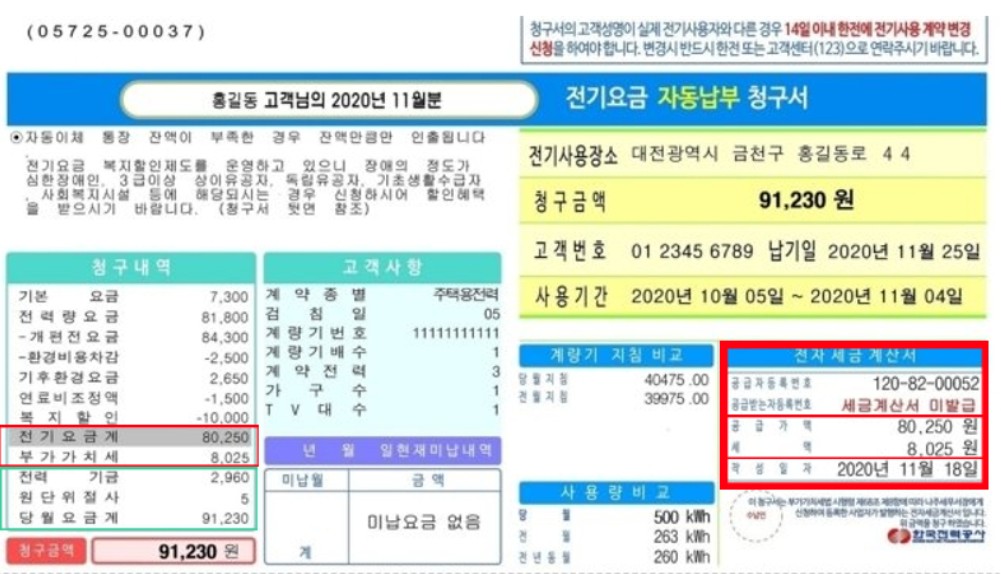 (05725-00037)
청구서의 고객성명이 실제 전기사용자와 다른 경우 14일 이내 한전에 전기사용 계약 변경
신청을 하여야 합니다. 변경시 반드시 한전 또는 고객센터(123)으로 연락주시기 바랍니다.
홍길동 고객님의 2020년 11월분
전기요금 자동납부 청구서
⦿자동이체 통장 잔액이 부족한 경우 잔액만큼만 인출됩니다
전기요금 복지할인제도를 운영하고 있으니 장애의 정도가
심한장애인, 3급이상 상이유공자, 독립유공자, 기초생활수급자
, 사회복지시설 등에 해당되시는 경우 신청하시어 할인혜택
을 받으시기 바랍니다. (청구서 뒷면 참조)
전기사용장소 대전광역시 금천구 홍길동로 44
청구금액 91,230 원
고객번호 01 2345 6789 납기일 2020년 11월 25일
사용기간 2020년 10월 05일 ~ 2020년 11월 04일
청구내역
기본 요금 7,300
전력량요금 81,800
-개편전요금 84,300
-환경비용차감 -2,500
기후환경요금 2,650
연료비조정액 -1,500
복지할인 -10,000
전기요금계 80,250
부가가치세 8,025
전력 기금 2,960
원단위절사 5
당월요금계 91,230
청구금액 91,230 원
고객사항
계약종별 주택용전력
검침일 05
계량기번호 11111111111
계량기배수 1
계약전력 3
가구수 1
TV대수 1
년 월 일현재미납내역
미납월 금액
미납요금 없음
계
계량기 지침 비교
당월지침 40475.00
전월지침 39975.00
사용량비교
당월 500 kWh
전월 263 kWh
전년동월 260 kWh
전자세금계산서
공급자등록번호 120-82-00052
공급받는자등록번호 세금계산서 미발급
공급가액 80,250 원
세액 8,025 원
작성일자 2020년 11월 18일
이 청구서는 부가가치세법 시행령 제68조 제9항에 따라 나주세무서장에게
신청하여 등록한 사업자가 발행하는 전자세금계산서 입니다.
위 금액을 청구 하였습니다.
수납인
한국전력공사